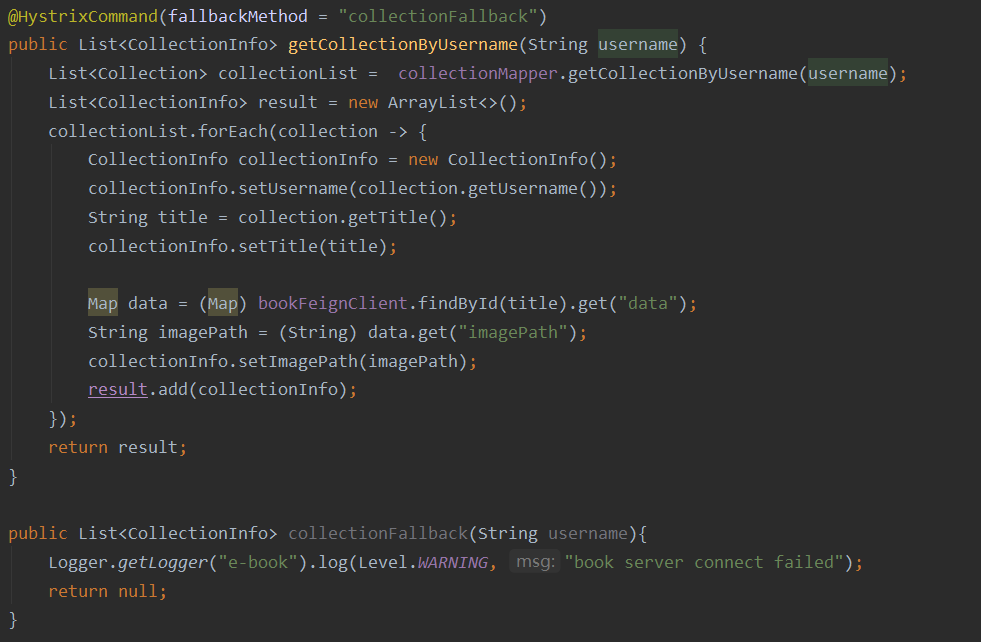 @HystrixCommand(fallbackMethod = "collectionFallback")
public List<CollectionInfo> getCollectionByUsername(String username) {
    List<Collection> collectionList =  collectionMapper.getCollectionByUsername(username);
    List<CollectionInfo> result = new ArrayList<>();
    collectionList.forEach(collection -> {
        CollectionInfo collectionInfo = new CollectionInfo();
        collectionInfo.setUsername(collection.getUsername());
        String title = collection.getTitle();
        collectionInfo.setTitle(title);

        Map data = (Map) bookFeignClient.findById(title).get("data");
        String imagePath = (String) data.get("imagePath");
        collectionInfo.setImagePath(imagePath);
        result.add(collectionInfo);
    });
    return result;
}

public List<CollectionInfo> collectionFallback(String username){
    Logger.getLogger("e-book").log(Level.WARNING, msg: "book server connect failed");
    return null;
}